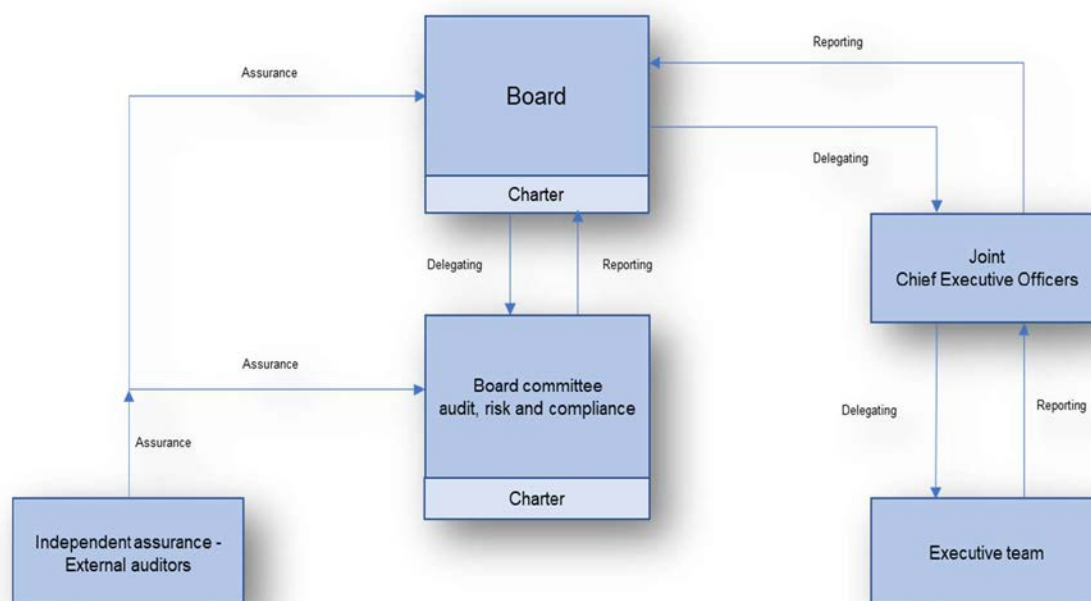 Reporting
Assurance
Board
Delegating
Charter
Joint
Chief Executive Officers
Delegating
Reporting
Assurance
Board committee
audit, risk and compliance
Delegating
Reporting
Assurance
Charter
Independent assurance -
External auditors
Executive team